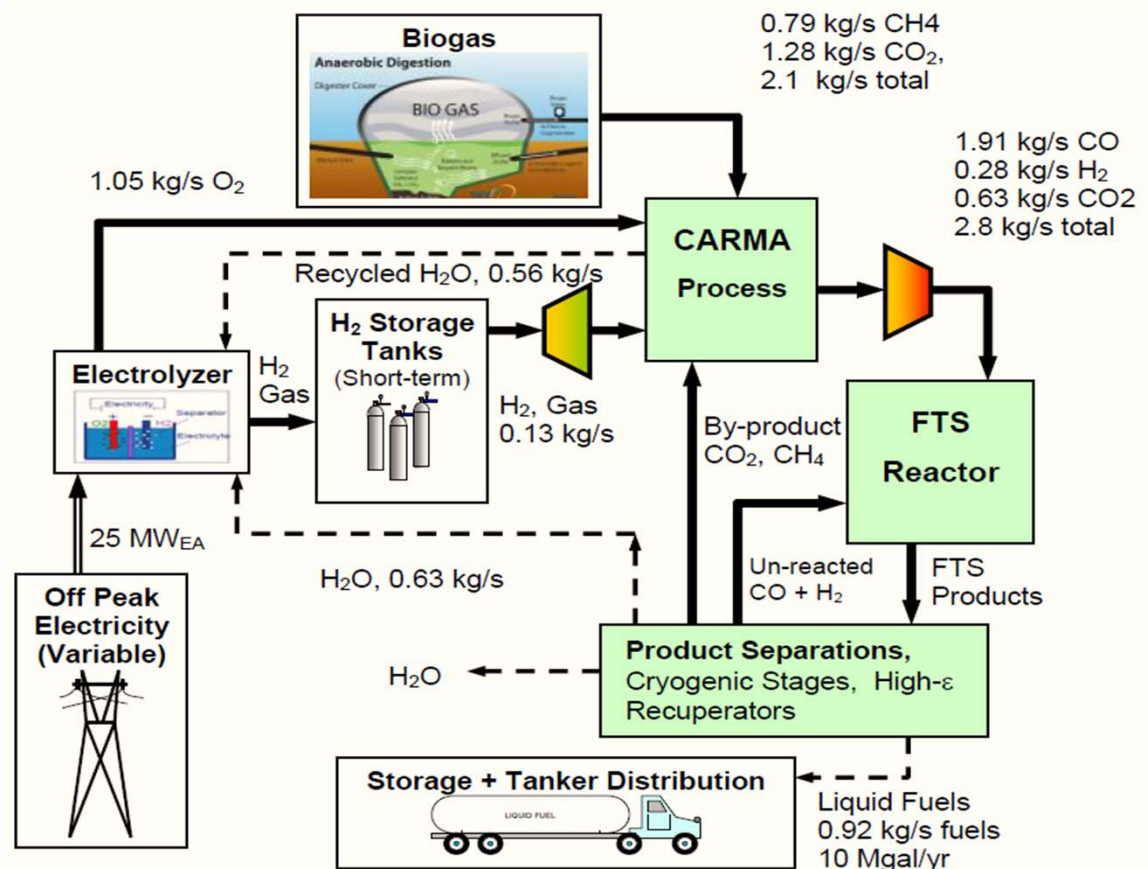 Biogas
Anaerobic Digestion
Digester Cover
BIO GAS
0.79 kg/s CH4
1.28 kg/s CO₂,
2.1 kg/s total
1.91 kg/s CO
0.28 kg/s H₂
0.63 kg/s CO2
2.8 kg/s total
1.05 kg/s O₂
CARMA
Process
Recycled H₂O, 0.56 kg/s
H₂ Storage
Tanks
(Short-term)
Electrolyzer
Electricity
O2
H2
Separator
Electrolyte
H₂
Gas
H₂, Gas
0.13 kg/s
By-product
CO₂, CH₄
FTS
Reactor
25 MW_EA
H₂O, 0.63 kg/s
Un-reacted
CO + H₂
FTS
Products
Off Peak
Electricity
(Variable)
Product Separations,
Cryogenic Stages, High-ε
Recuperators
H₂O
Storage + Tanker Distribution
LIQUID FUEL
Liquid Fuels
0.92 kg/s fuels
10 Mgal/yr